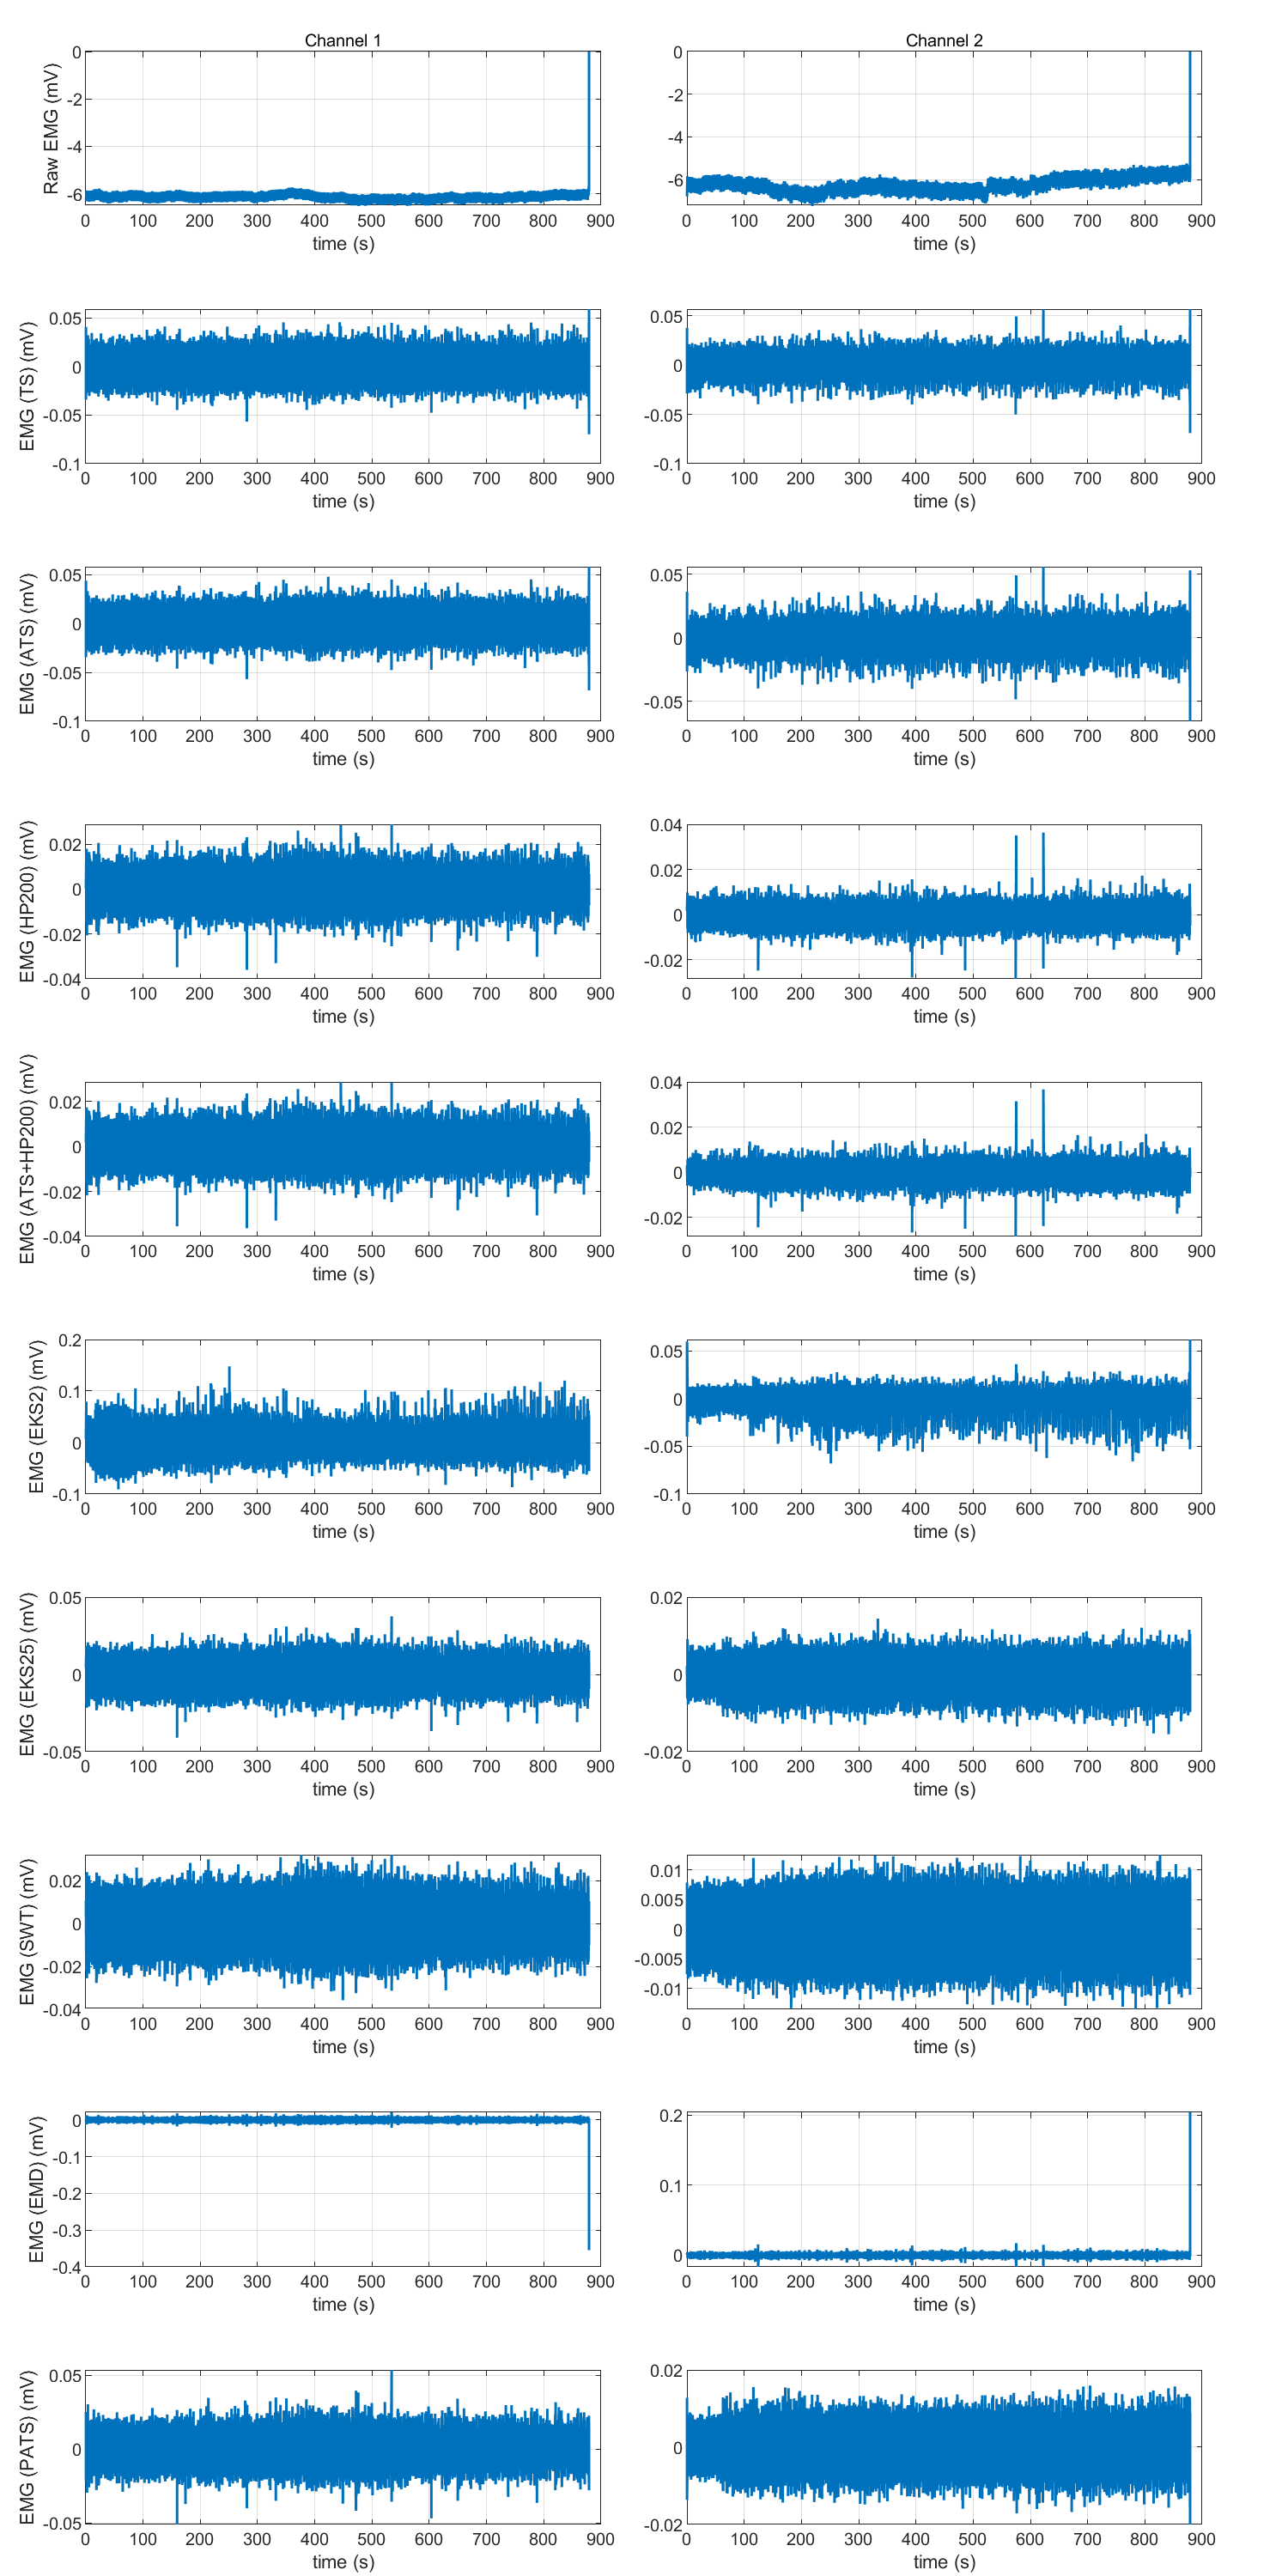 Channel 1
Raw EMG (mV)
0
-2
-4
-6
0 100 200 300 400 500 600 700 800 900
time (s)
Channel 2
0
-2
-4
-6
0 100 200 300 400 500 600 700 800 900
time (s)
EMG (TS) (mV)
0.05
0
-0.05
-0.1
0 100 200 300 400 500 600 700 800 900
time (s)
0.05
0
-0.05
-0.1
0 100 200 300 400 500 600 700 800 900
time (s)
EMG (ATS) (mV)
0.05
0
-0.05
-0.1
0 100 200 300 400 500 600 700 800 900
time (s)
0.05
0
-0.05
0 100 200 300 400 500 600 700 800 900
time (s)
EMG (HP200) (mV)
0.02
0
-0.02
-0.04
0 100 200 300 400 500 600 700 800 900
time (s)
0.04
0.02
0
-0.02
0 100 200 300 400 500 600 700 800 900
time (s)
EMG (ATS+HP200) (mV)
0.02
0
-0.02
-0.04
0 100 200 300 400 500 600 700 800 900
time (s)
0.04
0.02
0
-0.02
0 100 200 300 400 500 600 700 800 900
time (s)
EMG (EKS2) (mV)
0.2
0.1
0
-0.1
0 100 200 300 400 500 600 700 800 900
time (s)
0.05
0
-0.05
-0.1
0 100 200 300 400 500 600 700 800 900
time (s)
EMG (EKS25) (mV)
0.05
0
-0.05
0 100 200 300 400 500 600 700 800 900
time (s)
0.02
0
-0.02
0 100 200 300 400 500 600 700 800 900
time (s)
EMG (SWT) (mV)
0.02
0
-0.02
-0.04
0 100 200 300 400 500 600 700 800 900
time (s)
0.01
0.005
0
-0.005
-0.01
0 100 200 300 400 500 600 700 800 900
time (s)
EMG (EMD) (mV)
0
-0.1
-0.2
-0.3
-0.4
0 100 200 300 400 500 600 700 800 900
time (s)
0.2
0.1
0
0 100 200 300 400 500 600 700 800 900
time (s)
EMG (PATS) (mV)
0.05
0
-0.05
0 100 200 300 400 500 600 700 800 900
time (s)
0.02
0
-0.02
0 100 200 300 400 500 600 700 800 900
time (s)